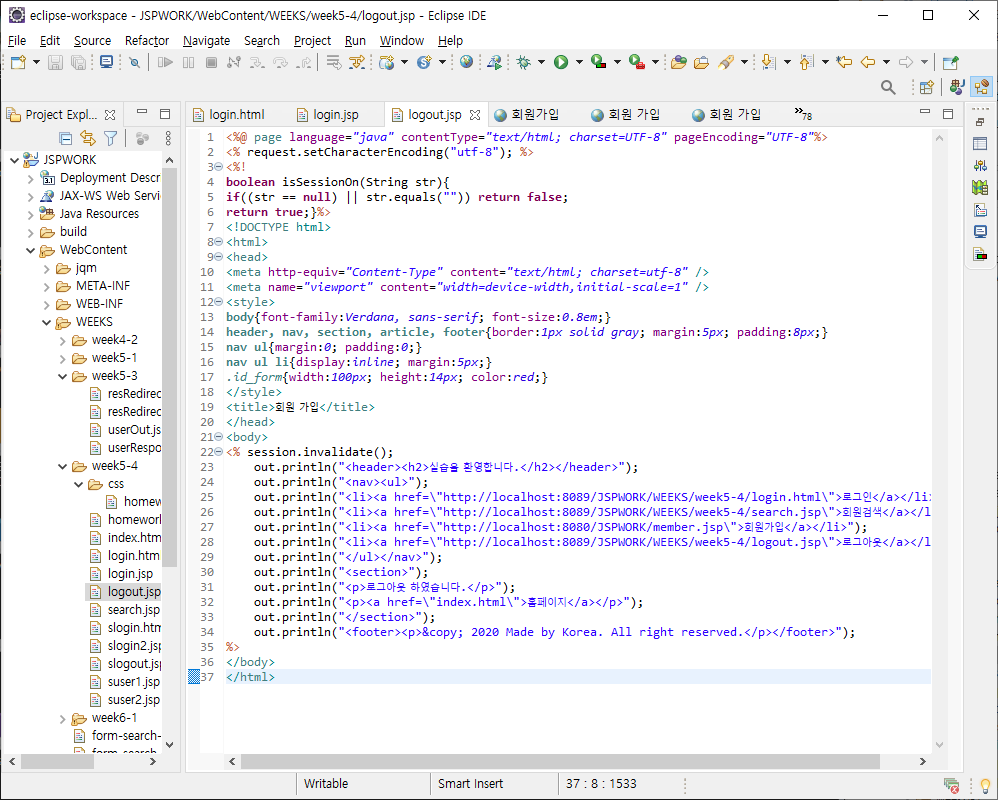 eclipse-workspace - JSPWORK/WebContent/WEEKS/week5-4/logout.jsp - Eclipse IDE
File Edit Source Refactor Navigate Search Project Run Window Help
Project Expl...
login.html login.jsp logout.jsp 회원가입 회원 가입 회원 가입 »78
JSPWORK
Deployment Descr
JAX-WS Web Servi
Java Resources
build
WebContent
jqm
META-INF
WEB-INF
WEEKS
week4-2
week5-1
week5-3
resRedirec
resRedirec
userOut.js
userRespo
week5-4
css
homew
homework
index.htm
login.htm
login.jsp
logout.jsp
search.jsp
slogin.htm
slogin2.jsp
slogout.jsp
suser1.jsp
suser2.jsp
week6-1
form-search-
form-search
1 <%@ page language="java" contentType="text/html; charset=UTF-8" pageEncoding="UTF-8"%>
2 <% request.setCharacterEncoding("utf-8"); %>
3 <%!
4 boolean isSessionOn(String str){
5 if((str == null) || str.equals("")) return false;
6 return true;}%>
7 <!DOCTYPE html>
8 <html>
9 <head>
10 <meta http-equiv="Content-Type" content="text/html; charset=utf-8" />
11 <meta name="viewport" content="width=device-width,initial-scale=1" />
12 <style>
13 body{font-family:Verdana, sans-serif; font-size:0.8em;}
14 header, nav, section, article, footer{border:1px solid gray; margin:5px; padding:8px;}
15 nav ul{margin:0; padding:0;}
16 nav ul li{display:inline; margin:5px;}
17 .id_form{width:100px; height:14px; color:red;}
18 </style>
19 <title>회원 가입</title>
20 </head>
21 <body>
22 <% session.invalidate();
23 out.println("<header><h2>실습을 환영합니다.</h2></header>");
24 out.println("<nav><ul>");
25 out.println("<li><a href=\"http://localhost:8089/JSPWORK/WEEKS/week5-4/login.html\">로그인</a></li>
26 out.println("<li><a href=\"http://localhost:8089/JSPWORK/WEEKS/week5-4/search.jsp\">회원검색</a></l
27 out.println("<li><a href=\"http://localhost:8080/JSPWORK/member.jsp\">회원가입</a></li>");
28 out.println("<li><a href=\"http://localhost:8089/JSPWORK/WEEKS/week5-4/logout.jsp\">로그아웃</a></l
29 out.println("</ul></nav>");
30 out.println("<section>");
31 out.println("<p>로그아웃 하였습니다.</p>");
32 out.println("<p><a href=\"index.html\">홈페이지</a></p>");
33 out.println("</section>");
34 out.println("<footer><p>&copy; 2020 Made by Korea. All right reserved.</p></footer>");
35 %>
36 </body>
37 </html>
Writable Smart Insert 37 : 8 : 1533